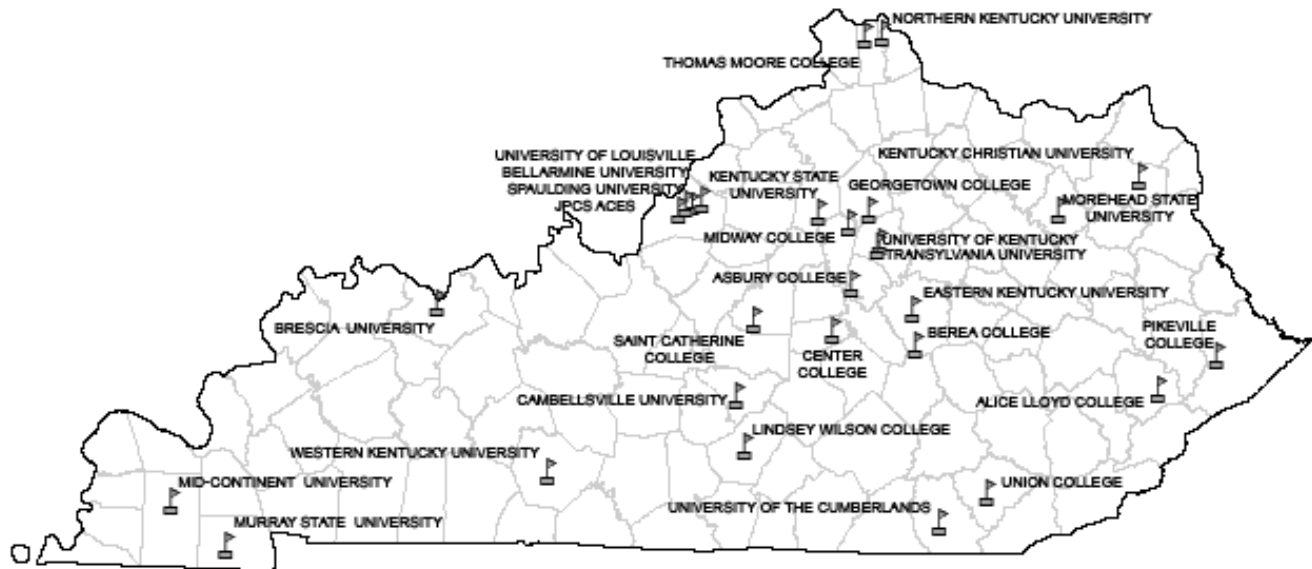 NORTHERN KENTUCKY UNIVERSITY
THOMAS MOORE COLLEGE
UNIVERSITY OF LOUISVILLE
BELLARMINE UNIVERSITY
SPAULDING UNIVERSITY
JPCS ACES
KENTUCKY STATE
UNIVERSITY
KENTUCKY CHRISTIAN UNIVERSITY
GEORGETOWN COLLEGE
MOREHEAD STATE
UNIVERSITY
MIDWAY COLLEGE
UNIVERSITY OF KENTUCKY
TRANSYLVANIA UNIVERSITY
ASBURY COLLEGE
EASTERN KENTUCKY UNIVERSITY
BRESCIA UNIVERSITY
SAINT CATHERINE
COLLEGE
CENTER
COLLEGE
BEREA COLLEGE
PIKEVILLE
COLLEGE
CAMBELLSVILLE UNIVERSITY
ALICE LLOYD COLLEGE
LINDSEY WILSON COLLEGE
WESTERN KENTUCKY UNIVERSITY
MID-CONTINENT UNIVERSITY
UNION COLLEGE
UNIVERSITY OF THE CUMBERLANDS
MURRAY STATE UNIVERSITY